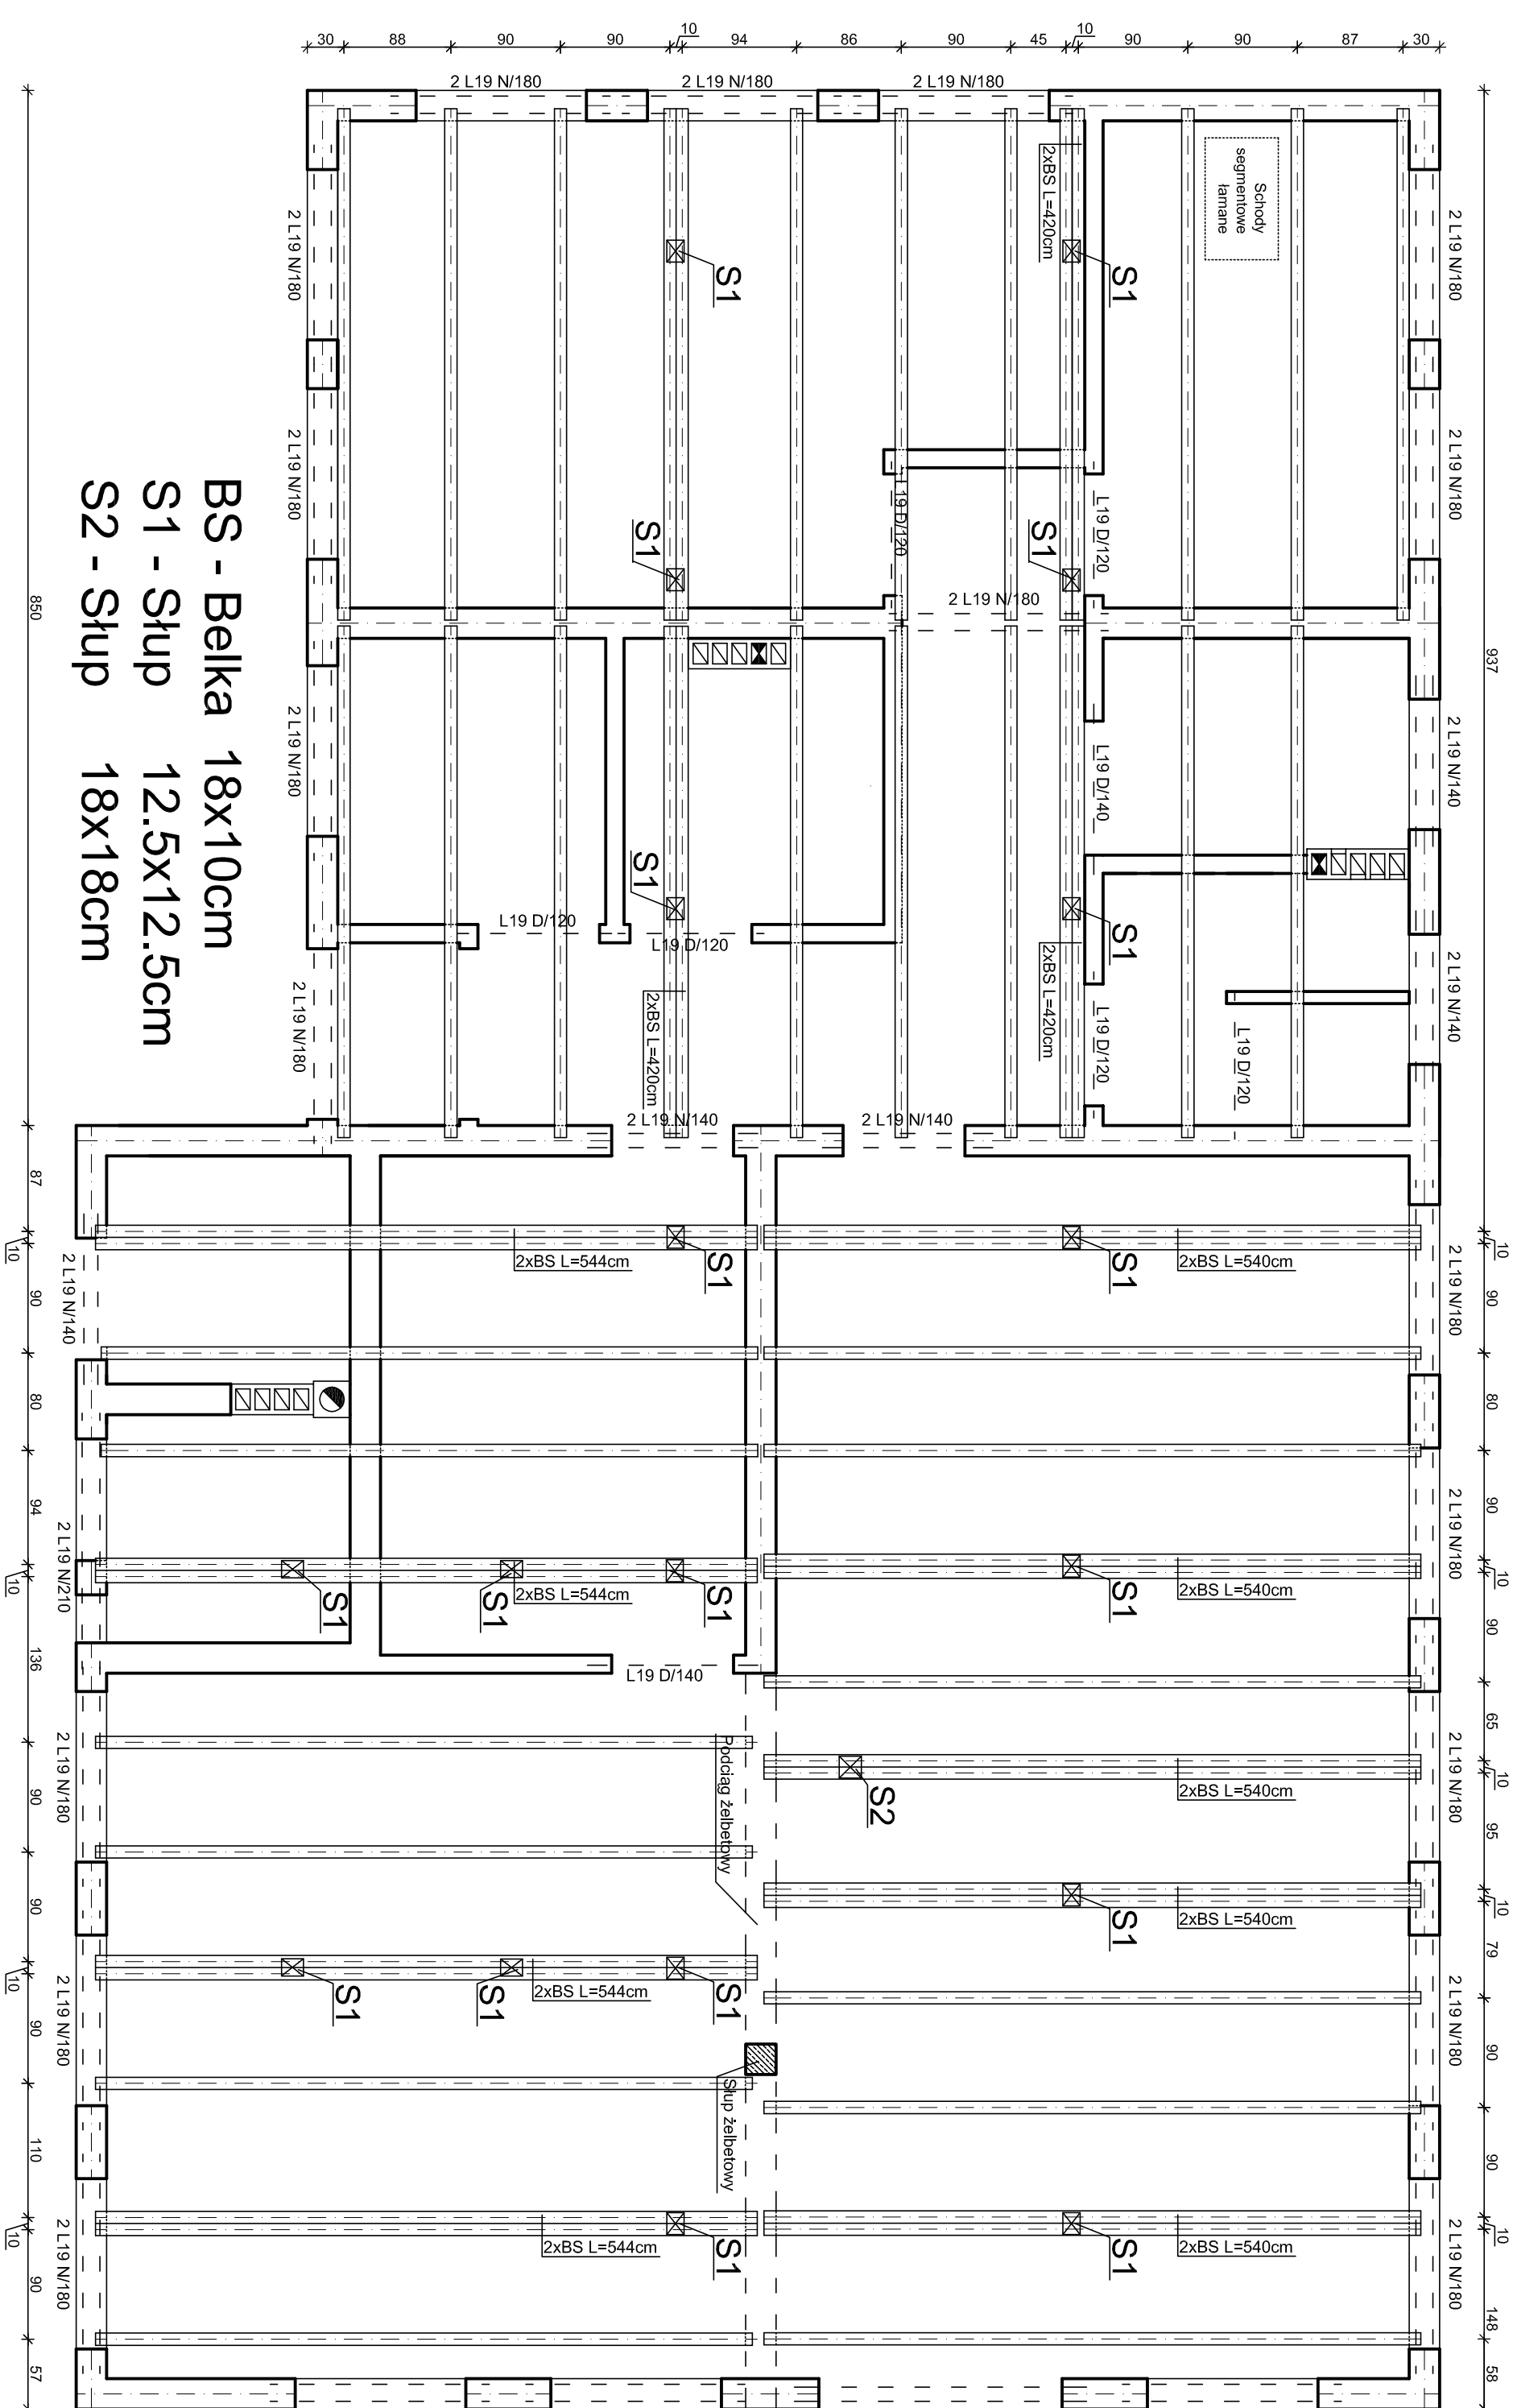 30
88
90
90
10
94
86
90
45
10
90
90
87
30
2 L19 N/180
2 L19 N/180
2 L19 N/180
Schody
segmentowe
łamane
2xBS L=420cm
S1
S1
2 L19 N/180
2 L19 N/180
2 L19 N/180
2 L19 N/180
L19 D/120
L19 D/120
S1
S1
2 L19 N/180
850
937
2 L19 N/180
2 L19 N/140
L19 D/140
S1
S1
L19 D/120
L19 D/120
2xBS L=420cm
2xBS L=420cm
L19 D/120
L19 D/120
2 L19 N/180
2 L19 N/140
2 L19 N/140
2 L19 N/140
BS - Belka 18x10cm
S1 - Słup 12.5x12.5cm
S2 - Słup 18x18cm
87
10
90
80
94
10
136
90
90
10
90
110
10
90
57
10
90
80
90
10
90
65
10
95
10
79
90
90
10
148
58
2 L19 N/140
2xBS L=544cm
S1
S1
2xBS L=540cm
2 L19 N/180
2 L19 N/210
S1
S1
2xBS L=544cm
S1
S1
2xBS L=540cm
2 L19 N/180
L19 D/140
2 L19 N/180
Podciąg żelbetowy
S2
2xBS L=540cm
2 L19 N/180
S1
2xBS L=540cm
2 L19 N/180
S1
S1
2xBS L=544cm
S1
2 L19 N/180
Słup żelbetowy
2 L19 N/180
2xBS L=544cm
S1
S1
2xBS L=540cm
2 L19 N/180